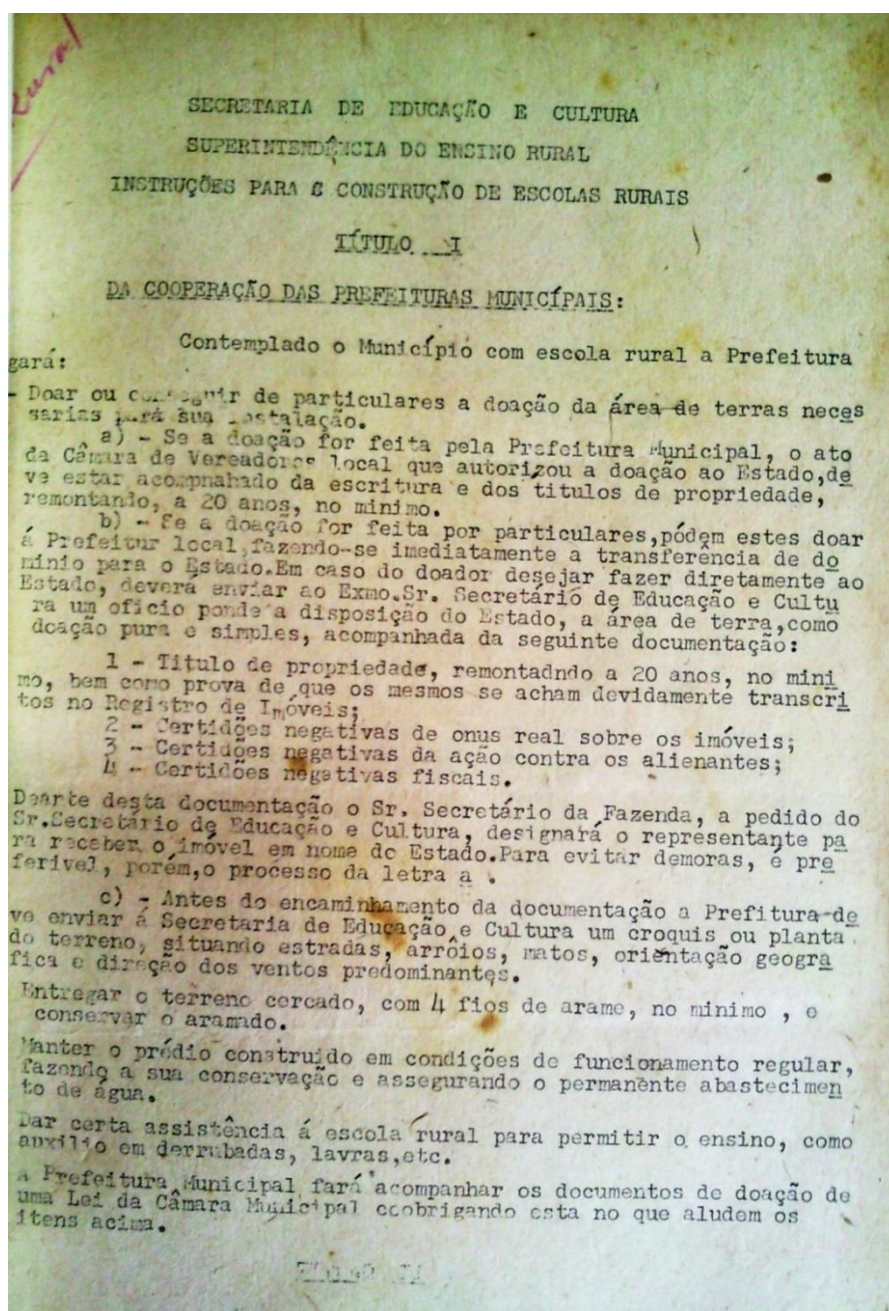 rural
SECRETARIA DE EDUCAÇÃO E CULTURA
SUPERINTENDÊNCIA DO ENSINO RURAL
INSTRUÇÕES PARA CONSTRUÇÃO DE ESCOLAS RURAIS
TÍTULO I
DA COOPERAÇÃO DAS PREFEITURAS MUNICÍPAIS:
Contemplado o Município com escola rural a Prefeitura
gará:
- Doar ou de particulares a doação da área de terras neces
sarias pará sua
a) - Se a doação for feita pela Prefeitura Municipal, o ato
da Câmara de Vereadores local que autorizou a doação ao Estado,de
ve estar acompnahado da escritura e dos titulos de propriedade,
remontando, a 20 anos, no minimo.
b) - Se a doação for feita por particulares,pódem estes doar
á Prefeitur local,fazendo-se imediatamente a transferência de do
minio para o Estado.Em caso do doador desejar fazer diretamente ao
Estado, deverá enviar ao Exmo.Sr. Secretário de Educação e Cultu
ra um ofício ponde a disposição do Estado, a área de terra,como
doação pura e simples, acompanhada da seguinte documentação:
1 - Titulo de propriedade, remontadndo a 20 anos, no mini
mo, bem como prova de que os mesmos se acham devidamente transcri
tos no Registro de Imóveis;
2 - Certidões negativas de onus real sobre os imóveis;
3 - Certidões negativas da ação contra os alienantes;
4 - Certidões negativas fiscais.
desta documentação o Sr. Secretário da Fazenda, a pedido do
Sr.Secretário de Educação e Cultura, designará o representante pa
ra receber o imóvel em nome do Estado.Para evitar demoras, é pre
ferivel, porém,o processo da letra a .
c) - Antes do encaminhamento da documentação a Prefitura de
ve enviar á Secretaria de Educação e Cultura um croquis ou planta
do terreno, situando estradas, arróios, matos, orientação geogra
fica e direção dos ventos predominantes.
Entregar o terreno cercado, com 4 fios de arame, no minimo , e
conservar o aramado.
Manter o prédio construido em condições de funcionamento regular,
fazendo a sua conservação e assegurando o permanente abastecimen
to de água.
Dar certa assistência á escola rural para permitir o ensino, como
auxílio em derrubadas, lavras,etc.
A Prefeitura Municipal fará acompanhar os documentos de doação de
uma Lei da Câmara Municipal ccobrigando esta no que aludem os
itens acima.